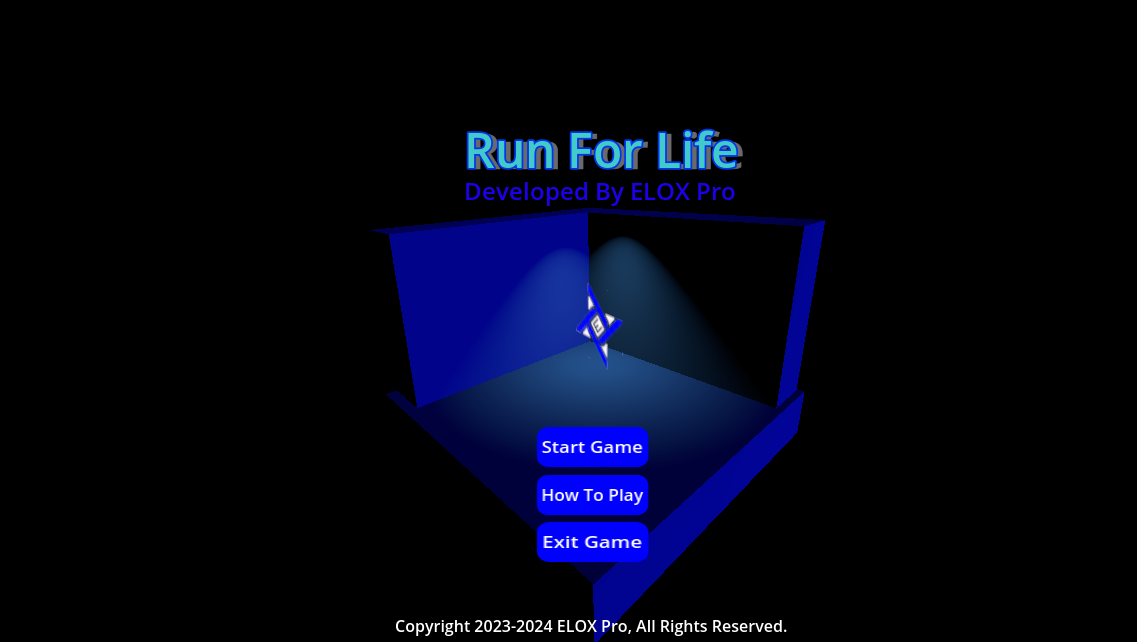 Run For Life
Developed By ELOX Pro
Start Game
How To Play
Exit Game
Copyright 2023-2024 ELOX Pro, All Rights Reserved.